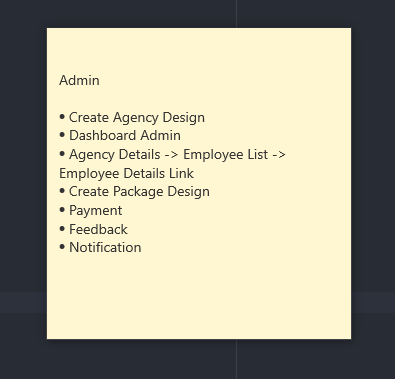 Admin
• Create Agency Design
• Dashboard Admin
• Agency Details -> Employee List ->
Employee Details Link
• Create Package Design
• Payment
• Feedback
• Notification